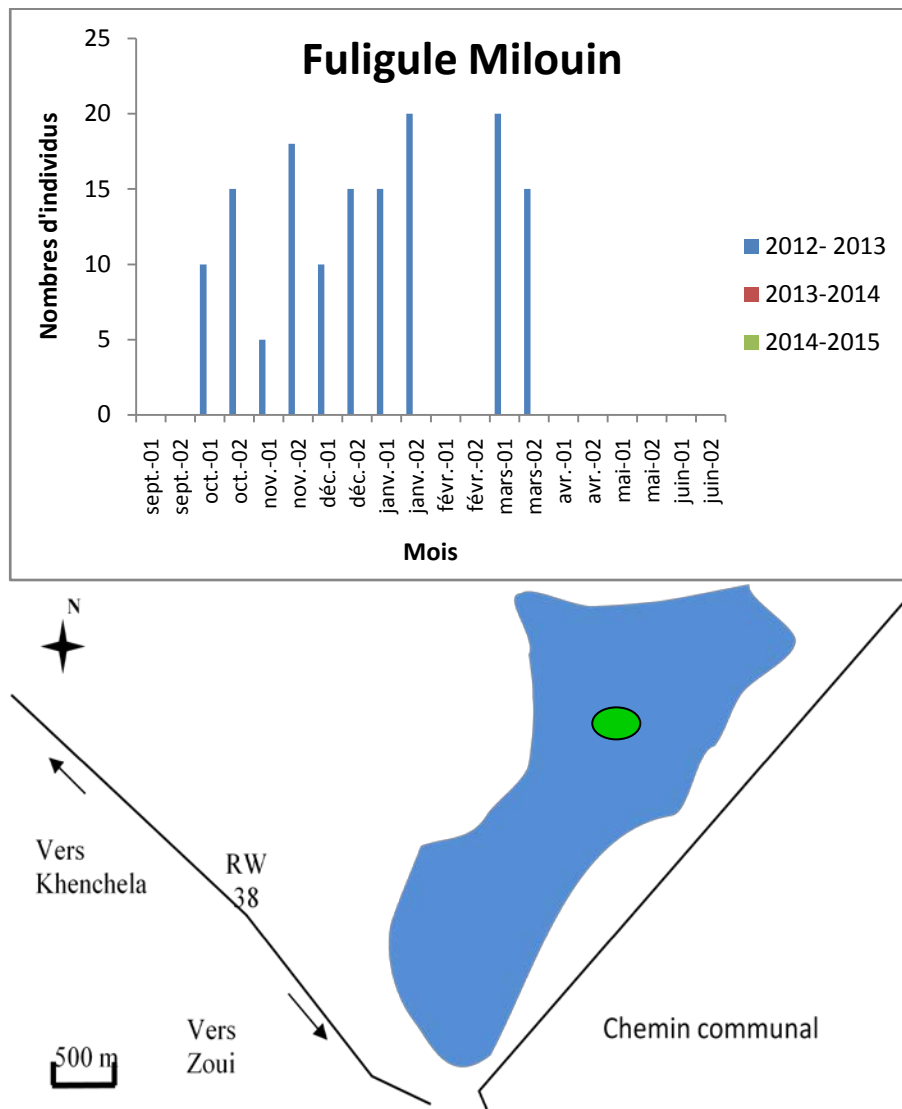 Fuligule Milouin
Nombres d'individus
25
20
15
10
5
0
sept.-01
sept.-02
oct.-01
oct.-02
nov.-01
nov.-02
déc.-01
déc.-02
janv.-01
janv.-02
févr.-01
févr.-02
mars-01
mars-02
avr.-01
avr.-02
mai-01
mai-02
juin-01
juin-02
Mois
2012- 2013
2013-2014
2014-2015
N
Vers
Khenchela
RW
38
Vers
Zoui
500 m
Chemin communal